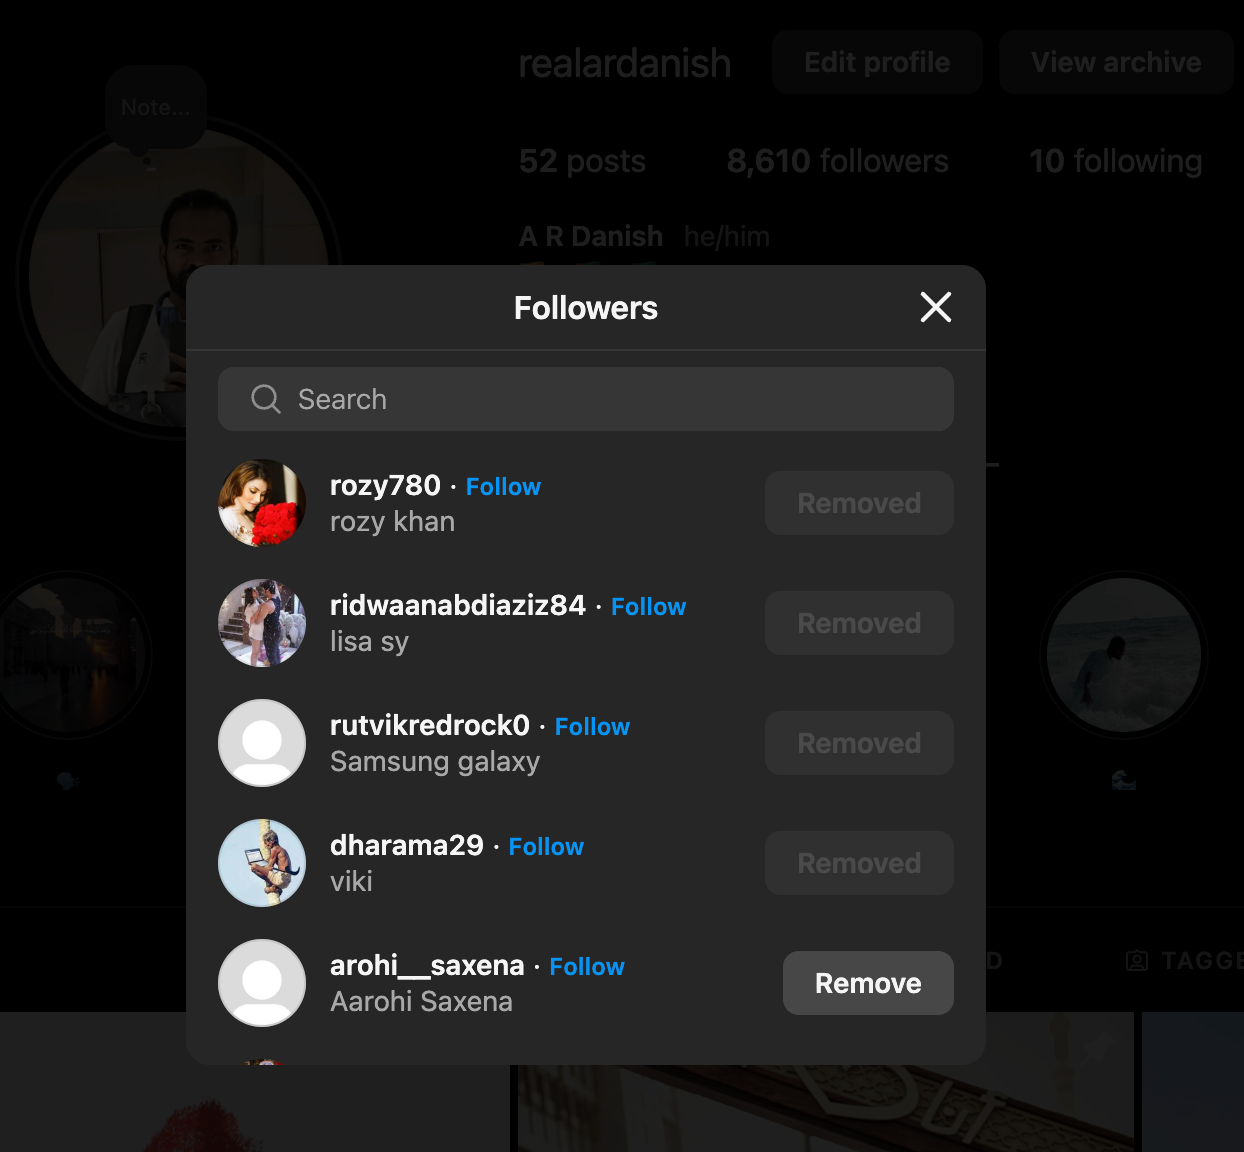 realardanish Edit profile View archive
Note...
52 posts 8,610 followers 10 following
A R Danish he/him
Followers
Search
rozy780 · Follow
rozy khan
Removed
ridwaanabdiaziz84 · Follow
lisa sy
Removed
rutvikredrock0 · Follow
Samsung galaxy
Removed
dharama29 · Follow
viki
Removed
arohi__saxena · Follow
Aarohi Saxena
Remove